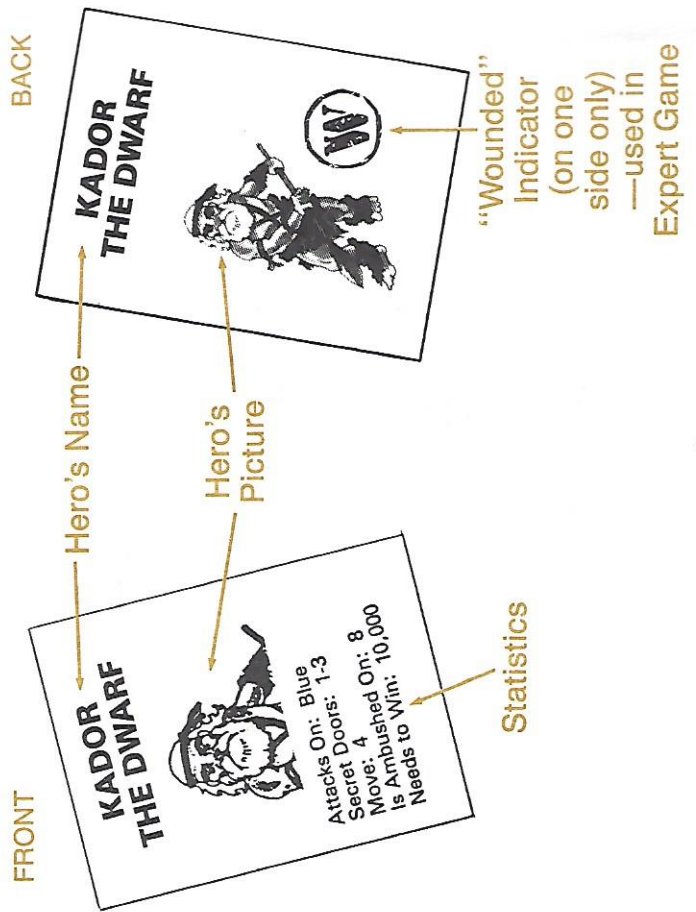 FRONT
BACK
Hero's Name
KADOR
THE DWARF
KADOR
THE DWARF
Hero's
Picture
Attacks On: Blue
Secret Doors: 1-3
Move: 4
Is Ambushed On: 8
Needs to Win: 10,000
W
Statistics
"Wounded"
Indicator
(on one
side only)
—used in
Expert Game